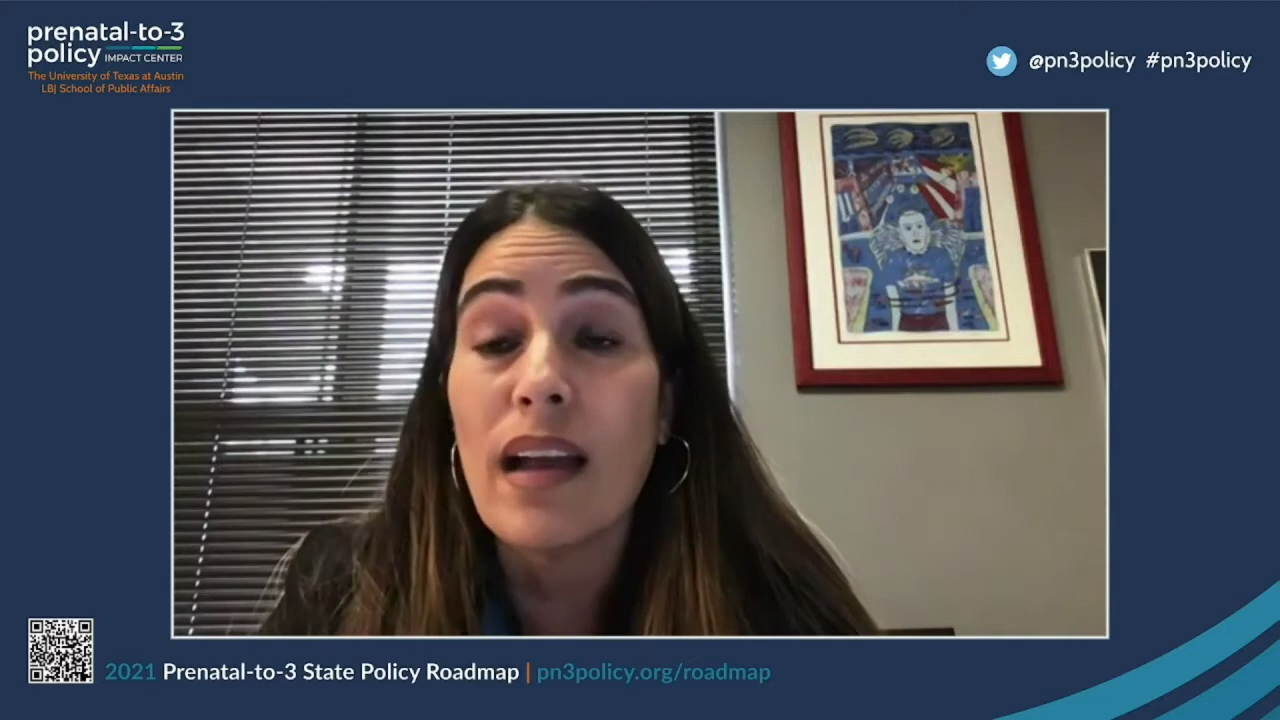 prenatal-to-3
policy IMPACT CENTER
The University of Texas at Austin
LBJ School of Public Affairs
@pn3policy #pn3policy
2021 Prenatal-to-3 State Policy Roadmap | pn3policy.org/roadmap